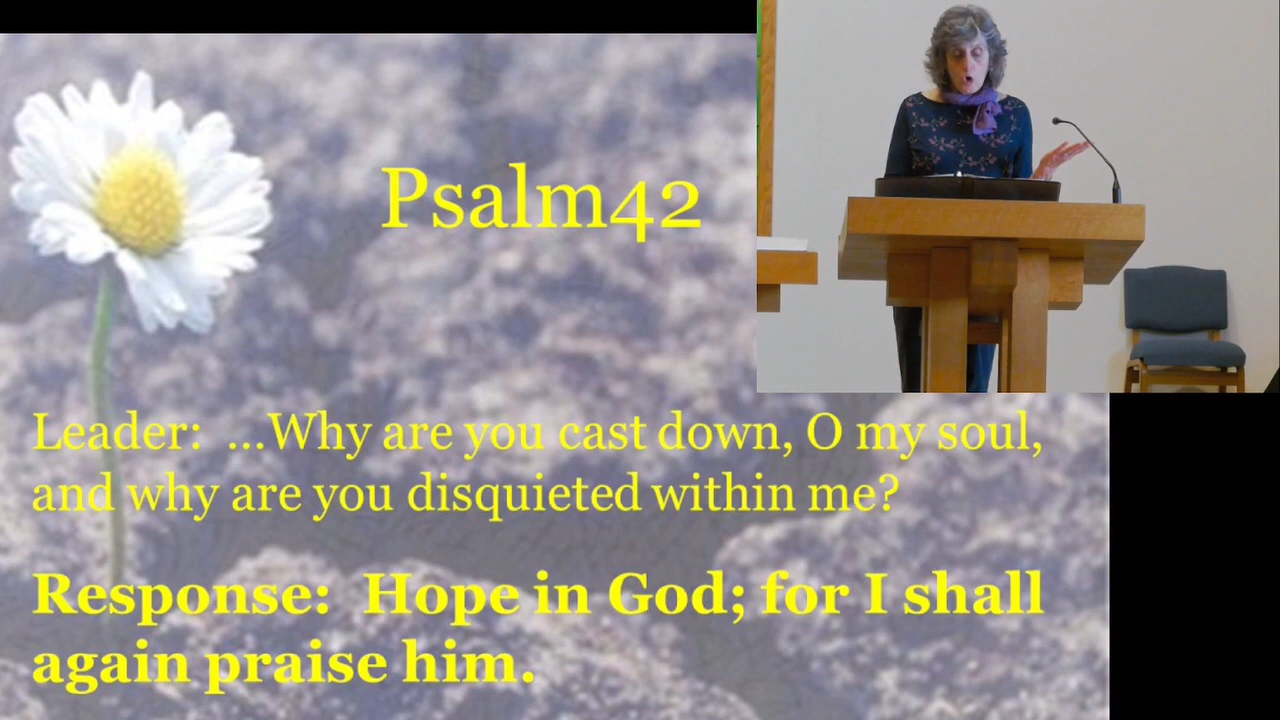 Psalm42
Leader:  ...Why are you cast down, O my soul,
and why are you disquieted within me?
Response:  Hope in God; for I shall
again praise him.